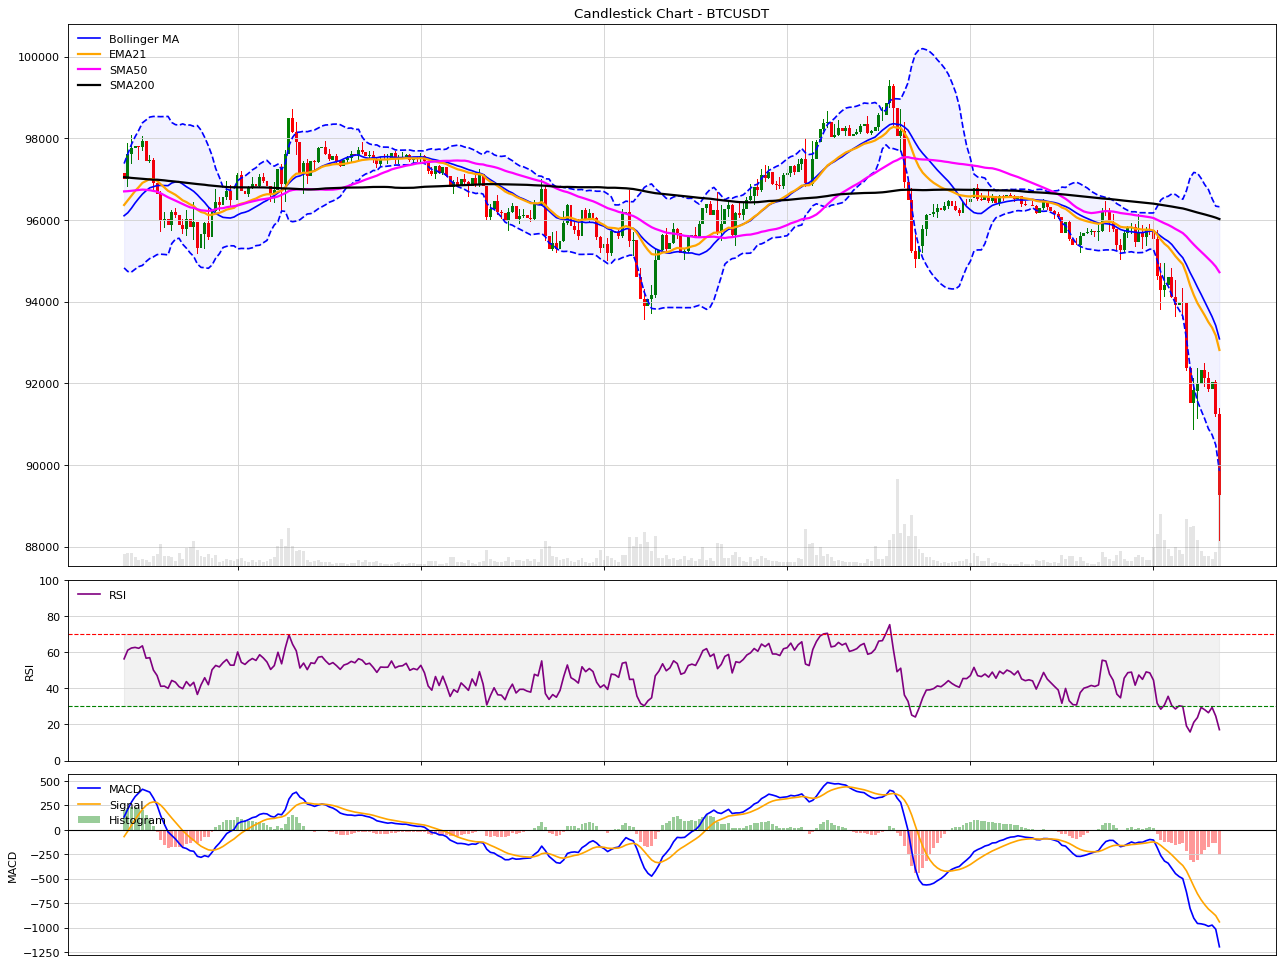 Candlestick Chart - BTCUSDT
Bollinger MA
EMA21
SMA50
SMA200
100000
98000
96000
94000
92000
90000
88000
RSI
100
80
60
40
20
0
RSI
MACD
Signal
Histogram
500
250
0
−250
−500
−750
−1000
−1250
MACD